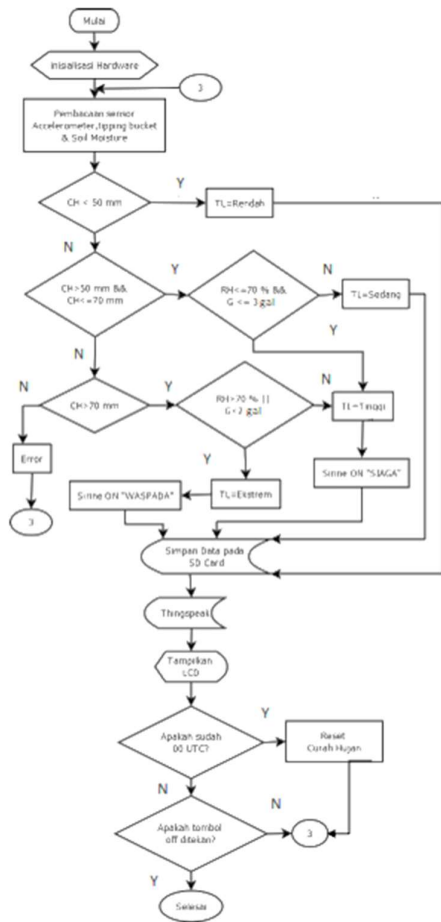 Mulai
Inisialisasi Hardware
3
Pembacaan sensor
Accelerometer,tipping bucket
& Soil Moisture
CH < 50 mm
Y
TL=Rendah
N
CH>50 mm &&
CH<=70 mm
Y
RH<=70 % &&
G <= 3 gal
N
TL=Sedang
Y
N
N
CH>70 mm
Y
RH>70 % ||
N
TL=Tinggi
Error
Y
Sirine ON "SIAGA"
3
Sirine ON "WASPADA"
TL=Ekstrem
Simpan Data pada
SD Card
Thingspeak
Tampilkan
LCD
Apakah sudah
00 UTC?
Y
Reset
Curah Hujan
N
Apakah tombol
off ditekan?
N
3
Y
Selesai